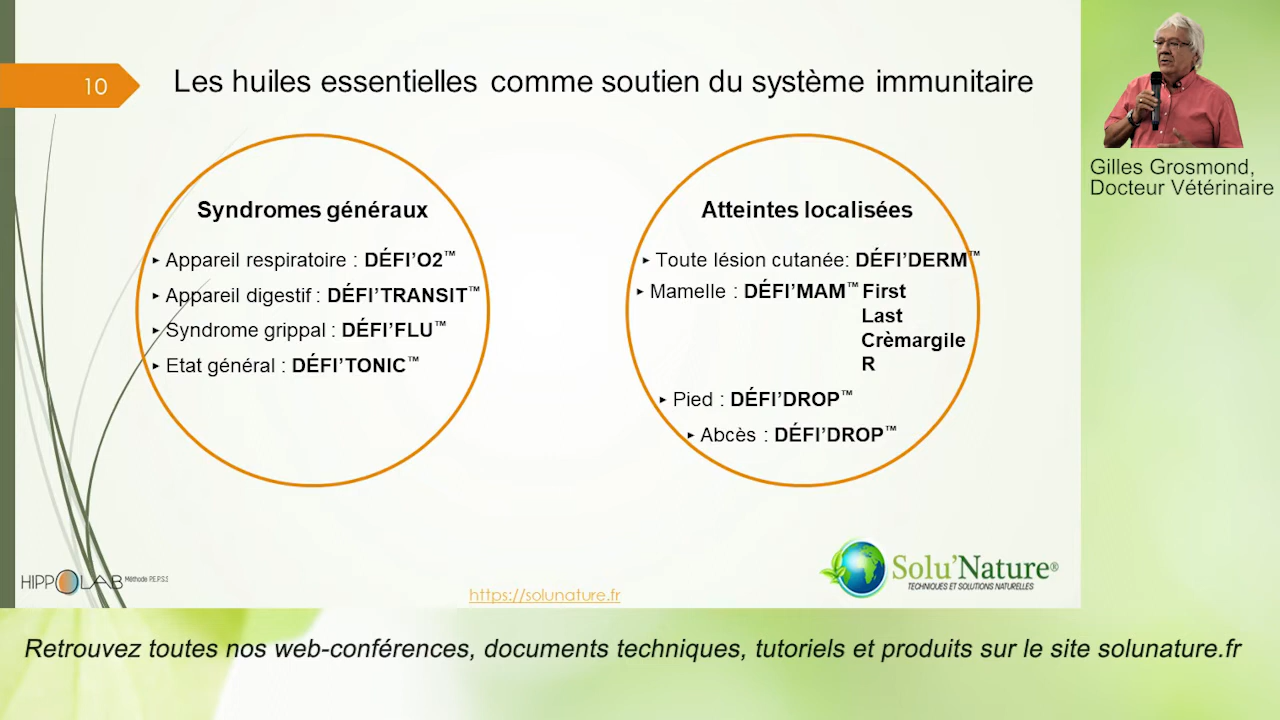 10
Les huiles essentielles comme soutien du système immunitaire
Syndromes généraux
▸ Appareil respiratoire : DÉFI'O2™
▸ Appareil digestif : DÉFI'TRANSIT™
▸ Syndrome grippal : DÉFI'FLU™
▸ Etat général : DÉFI'TONIC™
Atteintes localisées
▸ Toute lésion cutanée: DÉFI'DERM™
▸ Mamelle : DÉFI'MAM™ First
Last
Crèmargile
R
▸ Pied : DÉFI'DROP™
▸ Abcès : DÉFI'DROP™
HIPPOLAB Méthode P.E.P.S.S
https://solunature.fr
Solu'Nature®
TECHNIQUES ET SOLUTIONS NATURELLES
Gilles Grosmond,
Docteur Vétérinaire
Retrouvez toutes nos web-conférences, documents techniques, tutoriels et produits sur le site solunature.fr